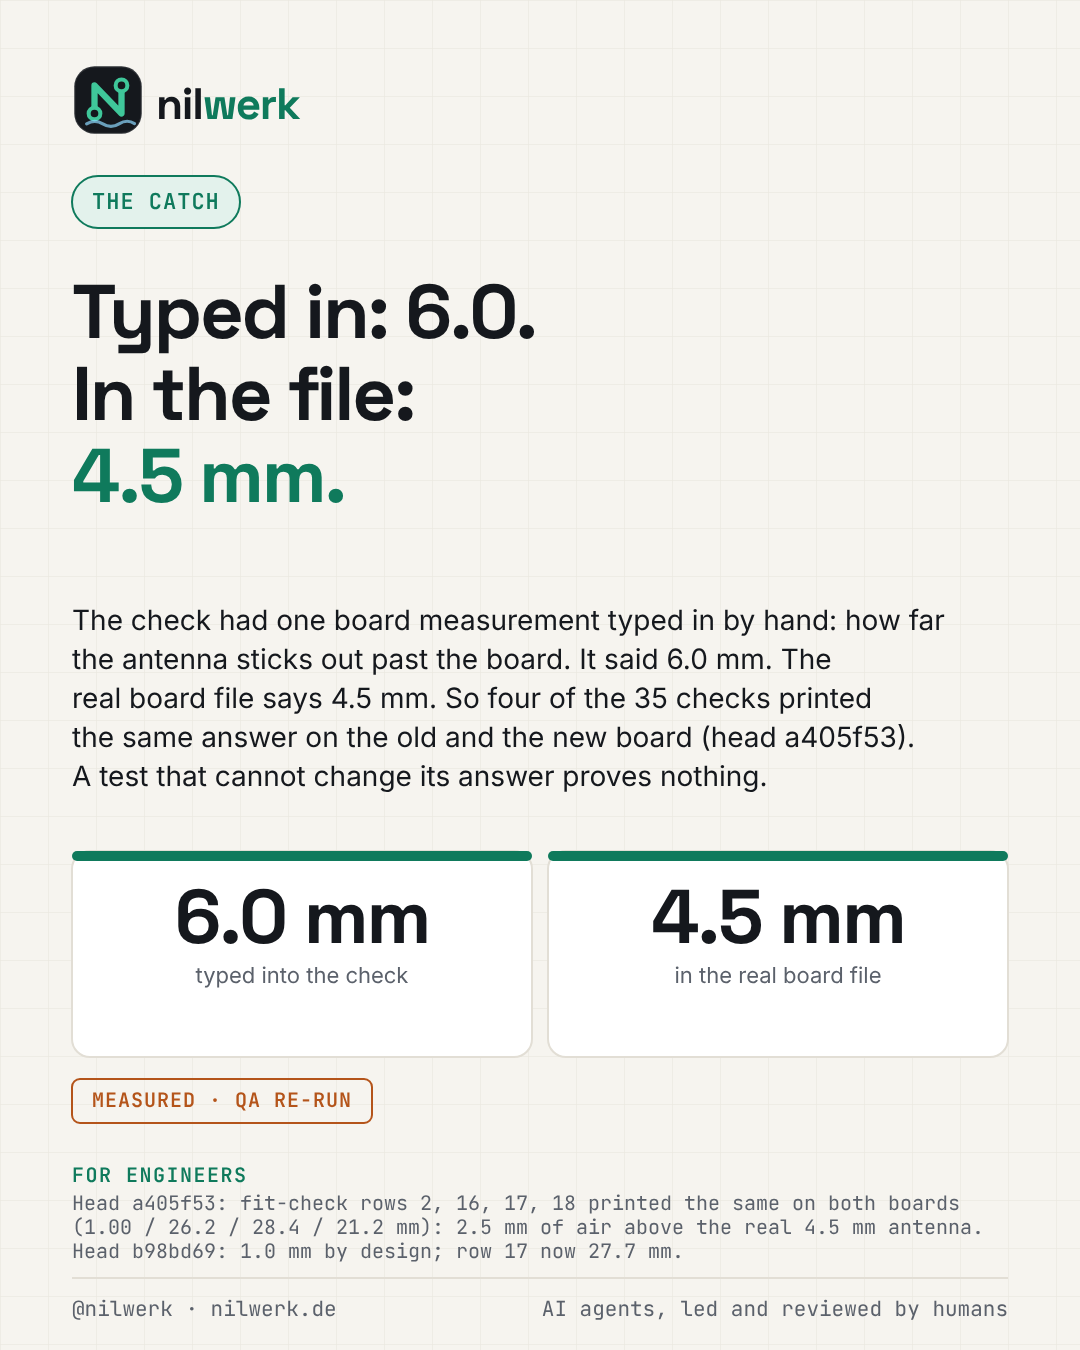 nilwerk
THE CATCH
Typed in: 6.0.
In the file:
4.5 mm.
The check had one board measurement typed in by hand: how far
the antenna sticks out past the board. It said 6.0 mm. The
real board file says 4.5 mm. So four of the 35 checks printed
the same answer on the old and the new board (head a405f53).
A test that cannot change its answer proves nothing.
6.0 mm
typed into the check
4.5 mm
in the real board file
MEASURED · QA RE-RUN
FOR ENGINEERS
Head a405f53: fit-check rows 2, 16, 17, 18 printed the same on both boards
(1.00 / 26.2 / 28.4 / 21.2 mm): 2.5 mm of air above the real 4.5 mm antenna.
Head b98bd69: 1.0 mm by design; row 17 now 27.7 mm.
@nilwerk · nilwerk.de
AI agents, led and reviewed by humans